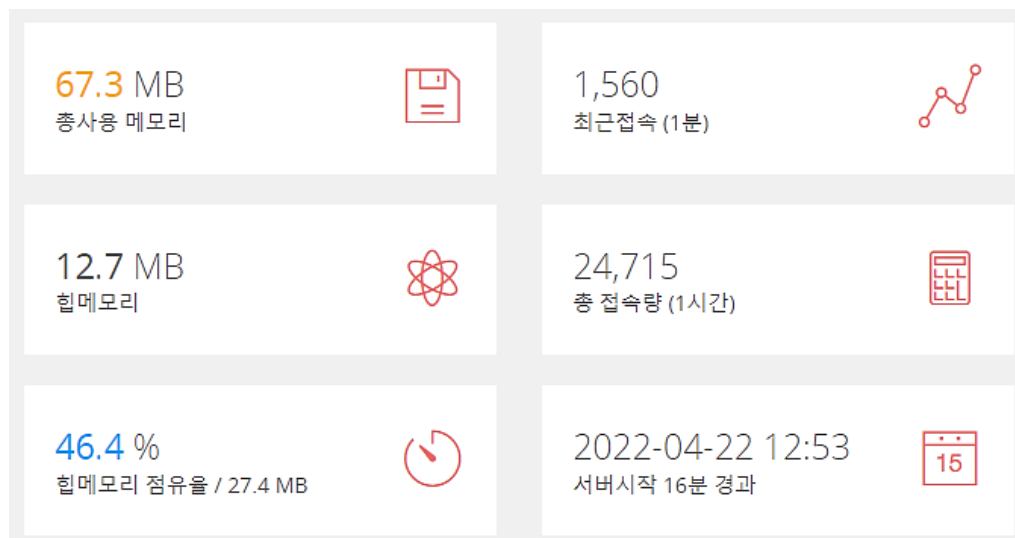 67.3 MB
총사용 메모리
1,560
최근접속 (1분)
12.7 MB
힙메모리
24,715
총 접속량 (1시간)
46.4 %
힙메모리 점유율 / 27.4 MB
2022-04-22 12:53
서버시작 16분 경과
15